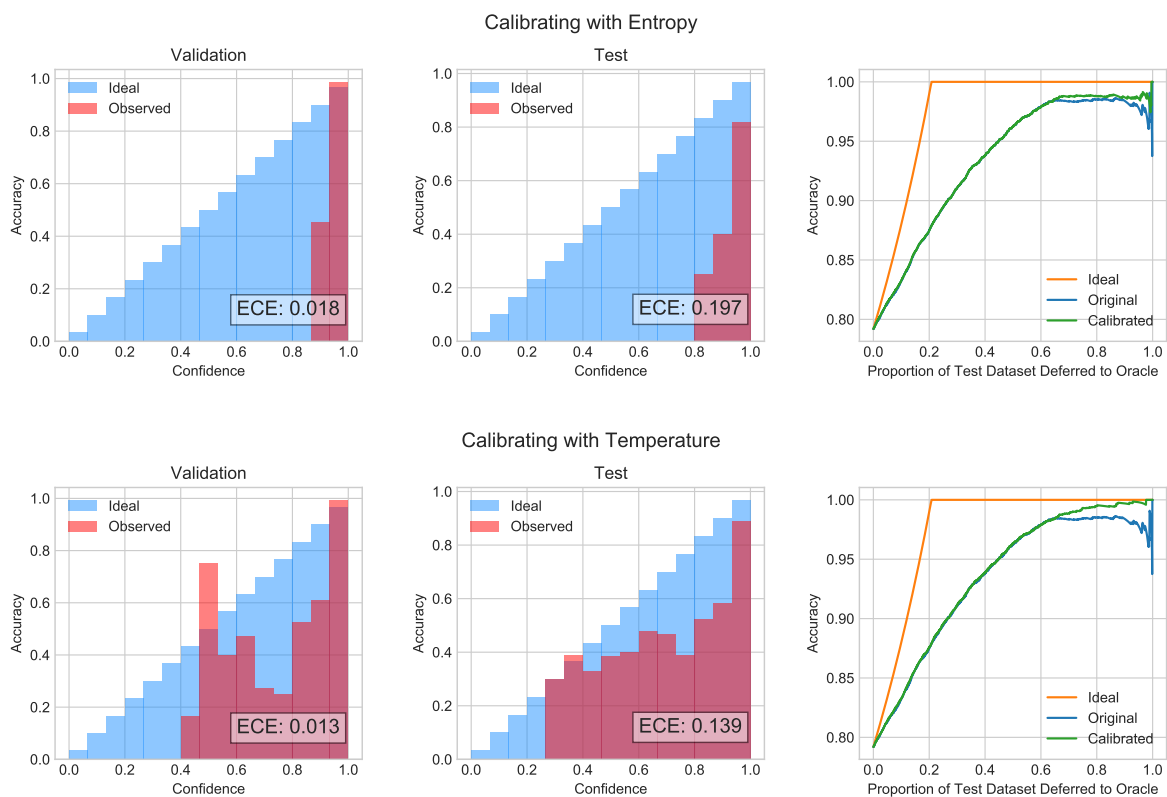 Calibrating with Entropy
Validation
Accuracy
1.0
0.8
0.6
0.4
0.2
0.0
Ideal
Observed
ECE: 0.018
0.0 0.2 0.4 0.6 0.8 1.0
Confidence
Test
Accuracy
1.0
0.8
0.6
0.4
0.2
0.0
Ideal
Observed
ECE: 0.197
0.0 0.2 0.4 0.6 0.8 1.0
Confidence
Accuracy
1.00
0.95
0.90
0.85
0.80
Ideal
Original
Calibrated
0.0 0.2 0.4 0.6 0.8 1.0
Proportion of Test Dataset Deferred to Oracle
Calibrating with Temperature
Validation
Accuracy
1.0
0.8
0.6
0.4
0.2
0.0
Ideal
Observed
ECE: 0.013
0.0 0.2 0.4 0.6 0.8 1.0
Confidence
Test
Accuracy
1.0
0.8
0.6
0.4
0.2
0.0
Ideal
Observed
ECE: 0.139
0.0 0.2 0.4 0.6 0.8 1.0
Confidence
Accuracy
1.00
0.95
0.90
0.85
0.80
Ideal
Original
Calibrated
0.0 0.2 0.4 0.6 0.8 1.0
Proportion of Test Dataset Deferred to Oracle